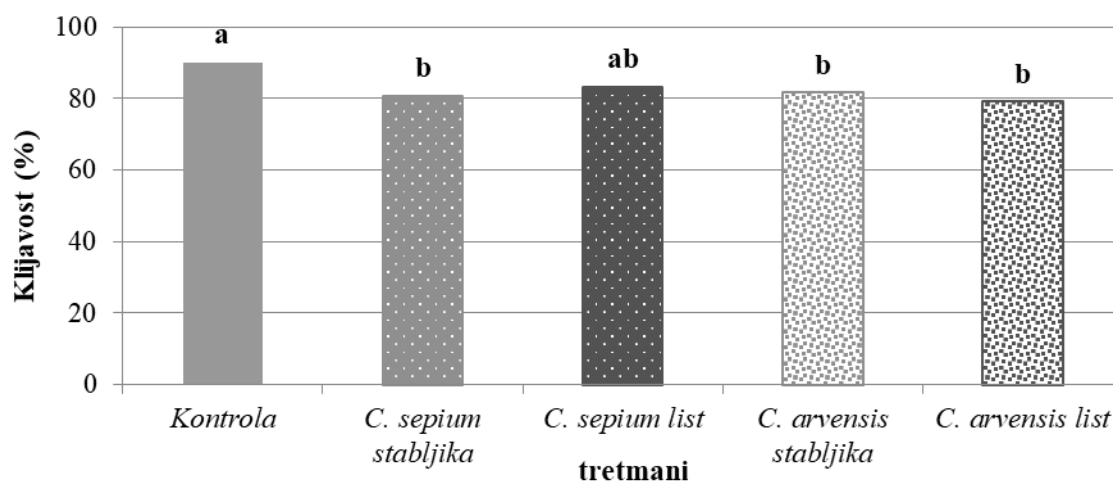 Klijavost (%)
100
80
60
40
20
0
a
b
ab
b
b
Kontrola
C. sepium
stabljika
C. sepium list
C. arvensis
stabljika
C. arvensis list
tretmani